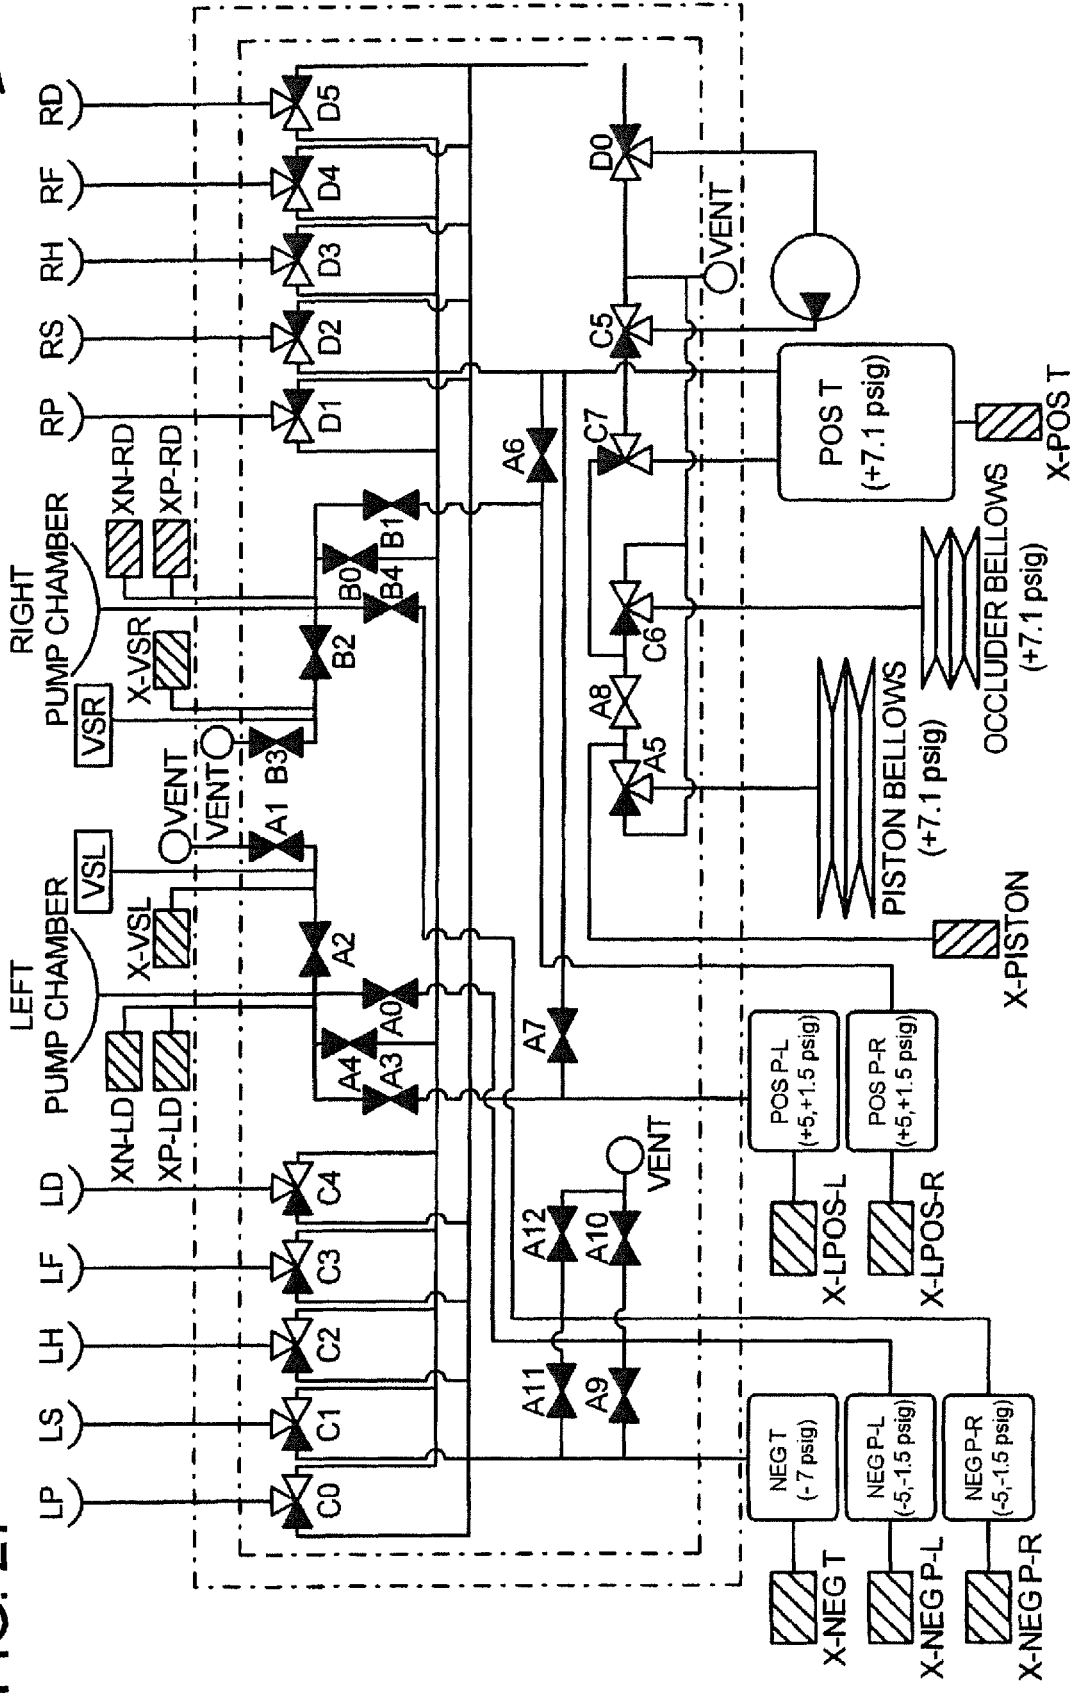 FIG. 27
LP
LS
LH
LF
LD
LEFT
PUMP CHAMBER
RIGHT
PUMP CHAMBER
RP
RS
RH
RF
RD
XN-LD
XP-LD
X-VSL
VSL
VENT
VENT
VSR
X-VSR
XN-RD
XP-RD
C0
C1
C2
C3
C4
A4
A3
A0
A2
A1
B3
B2
B0
B4
B1
D1
D2
D3
D4
D5
A11
A9
A12
A10
VENT
A7
A6
A5
A8
C6
C7
C5
D0
VENT
NEG T
(- 7 psig)
NEG P-L
(-5,-1.5 psig)
NEG P-R
(-5,-1.5 psig)
X-NEG T
X-NEG P-L
X-NEG P-R
POS P-L
(+5,+1.5 psig)
POS P-R
(+5,+1.5 psig)
X-LPOS-L
X-LPOS-R
X-PISTON
PISTON BELLOWS
(+7.1 psig)
OCCLUDER BELLOWS
(+7.1 psig)
POS T
(+7.1 psig)
X-POS T